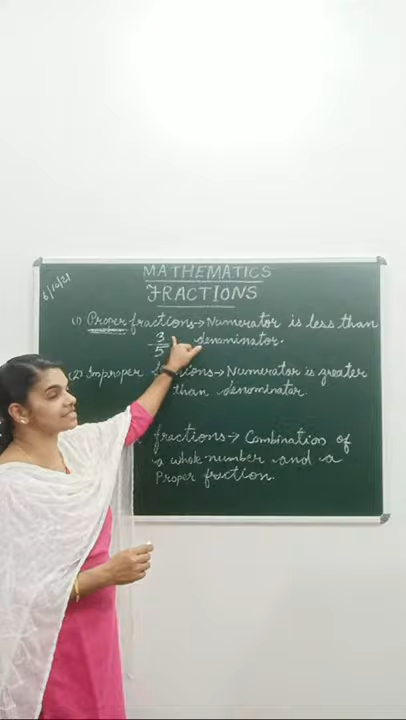 6/10/21
MATHEMATICS
FRACTIONS
(1) Proper fractions → Numerator is less than
3/5 denaminator.
(2) Improper fractions → Numerator is greater
than denominator.
fractions → Combination of
a whole number and a
Proper fraction.